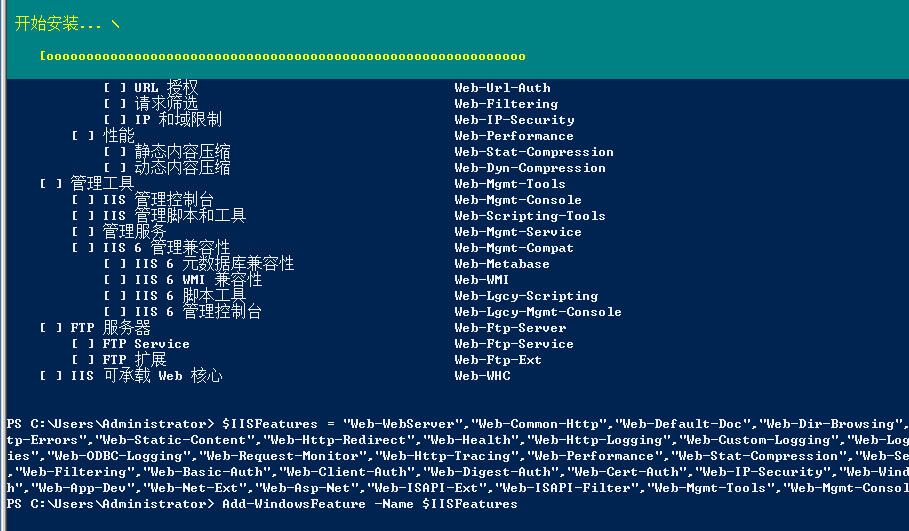 开始安装... \
[oooooooooooooooooooooooooooooooooooooooooooooooooooooooooooo
[ ] URL 授权 Web-Url-Auth
[ ] 请求筛选 Web-Filtering
[ ] IP 和域限制 Web-IP-Security
[ ] 性能 Web-Performance
[ ] 静态内容压缩 Web-Stat-Compression
[ ] 动态内容压缩 Web-Dyn-Compression
[ ] 管理工具 Web-Mgmt-Tools
[ ] IIS 管理控制台 Web-Mgmt-Console
[ ] IIS 管理脚本和工具 Web-Scripting-Tools
[ ] 管理服务 Web-Mgmt-Service
[ ] IIS 6 管理兼容性 Web-Mgmt-Compat
[ ] IIS 6 元数据库兼容性 Web-Metabase
[ ] IIS 6 WMI 兼容性 Web-WMI
[ ] IIS 6 脚本工具 Web-Lgcy-Scripting
[ ] IIS 6 管理控制台 Web-Lgcy-Mgmt-Console
[ ] FTP 服务器 Web-Ftp-Server
[ ] FTP Service Web-Ftp-Service
[ ] FTP 扩展 Web-Ftp-Ext
[ ] IIS 可承载 Web 核心 Web-WHC
PS C:\Users\Administrator> $IISFeatures = "Web-WebServer","Web-Common-Http","Web-Default-Doc","Web-Dir-Browsing",
tp-Errors","Web-Static-Content","Web-Http-Redirect","Web-Health","Web-Http-Logging","Web-Custom-Logging","Web-Log
ies","Web-ODBC-Logging","Web-Request-Monitor","Web-Http-Tracing","Web-Performance","Web-Stat-Compression","Web-Se
,"Web-Filtering","Web-Basic-Auth","Web-Client-Auth","Web-Digest-Auth","Web-Cert-Auth","Web-IP-Security","Web-Wind
h","Web-App-Dev","Web-Net-Ext","Web-Asp-Net","Web-ISAPI-Ext","Web-ISAPI-Filter","Web-Mgmt-Tools","Web-Mgmt-Consol
PS C:\Users\Administrator> Add-WindowsFeature -Name $IISFeatures